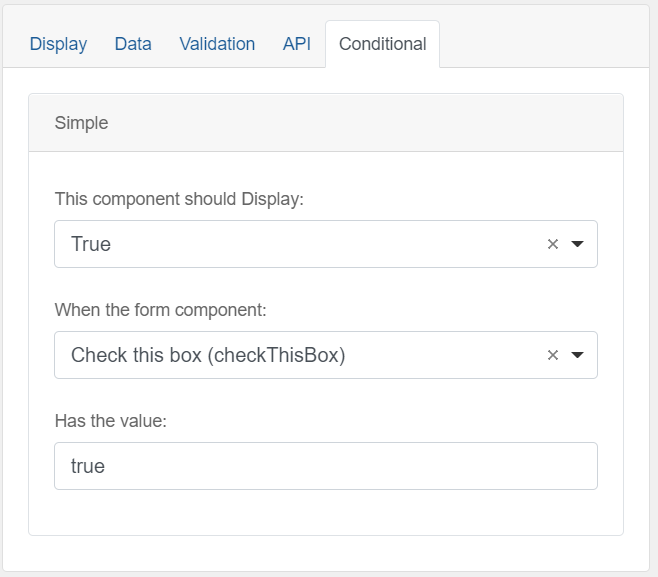 Display Data Validation API Conditional
Simple
This component should Display:
True
When the form component:
Check this box (checkThisBox)
Has the value:
true